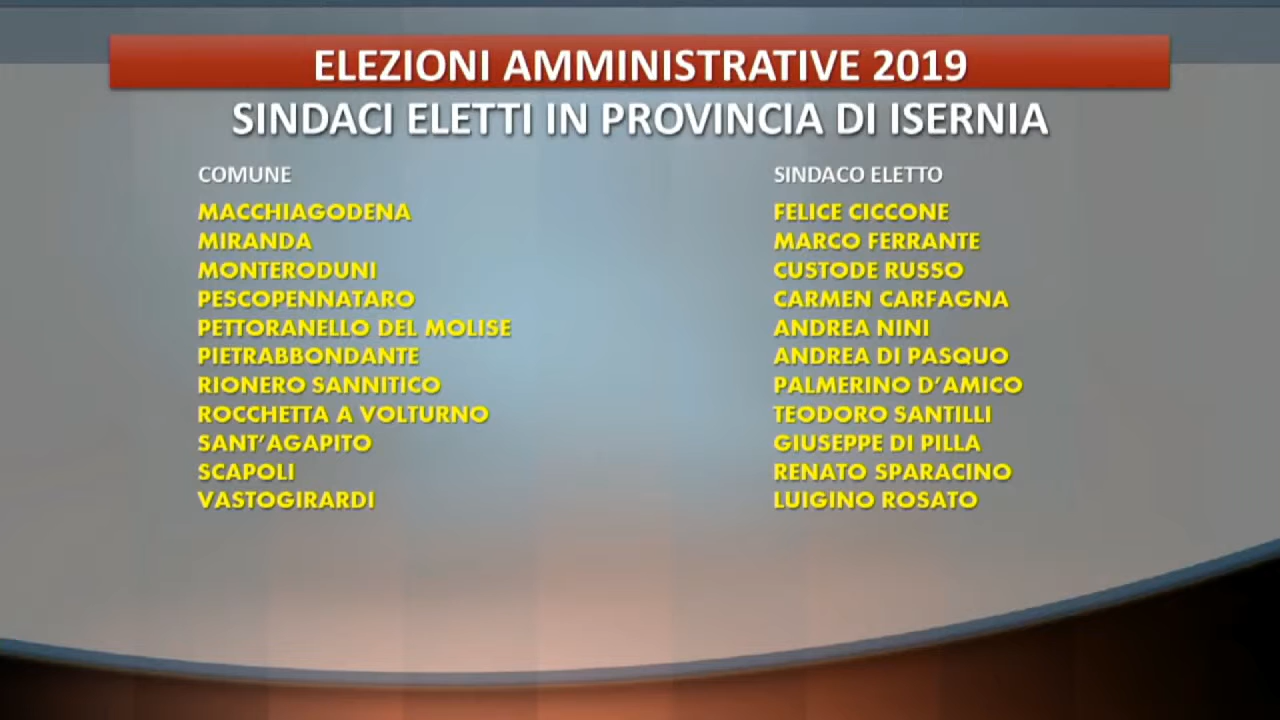 ELEZIONI AMMINISTRATIVE 2019
SINDACI ELETTI IN PROVINCIA DI ISERNIA
COMUNE SINDACO ELETTO
MACCHIAGODENA FELICE CICCONE
MIRANDA MARCO FERRANTE
MONTERODUNI CUSTODE RUSSO
PESCOPENNATARO CARMEN CARFAGNA
PETTORANELLO DEL MOLISE ANDREA NINI
PIETRABBONDANTE ANDREA DI PASQUO
RIONERO SANNITICO PALMERINO D'AMICO
ROCCHETTA A VOLTURNO TEODORO SANTILLI
SANT'AGAPITO GIUSEPPE DI PILLA
SCAPOLI RENATO SPARACINO
VASTOGIRARDI LUIGINO ROSATO